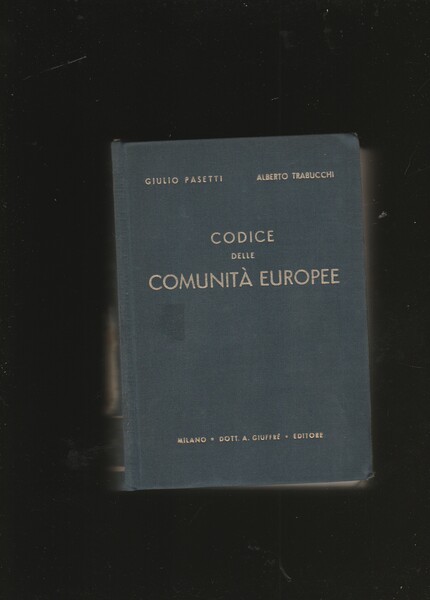 GIULIO PASETTI ALBERTO TRABUCCHI
CODICE
DELLE
COMUNITÀ EUROPEE
MILANO • DOTT. A. GIUFFRÈ • EDITORE